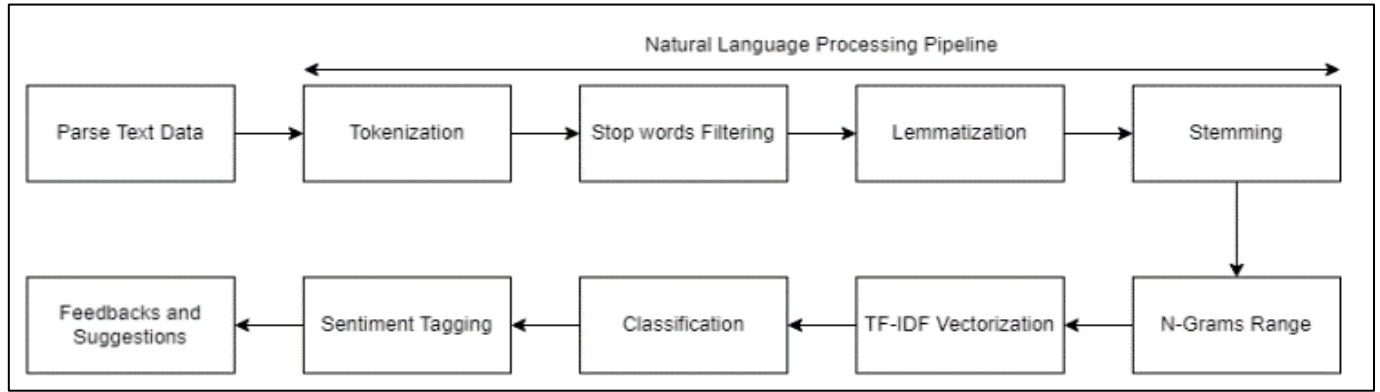 Natural Language Processing Pipeline
Parse Text Data
Tokenization
Stop words Filtering
Lemmatization
Stemming
Feedbacks and
Suggestions
Sentiment Tagging
Classification
TF-IDF Vectorization
N-Grams Range